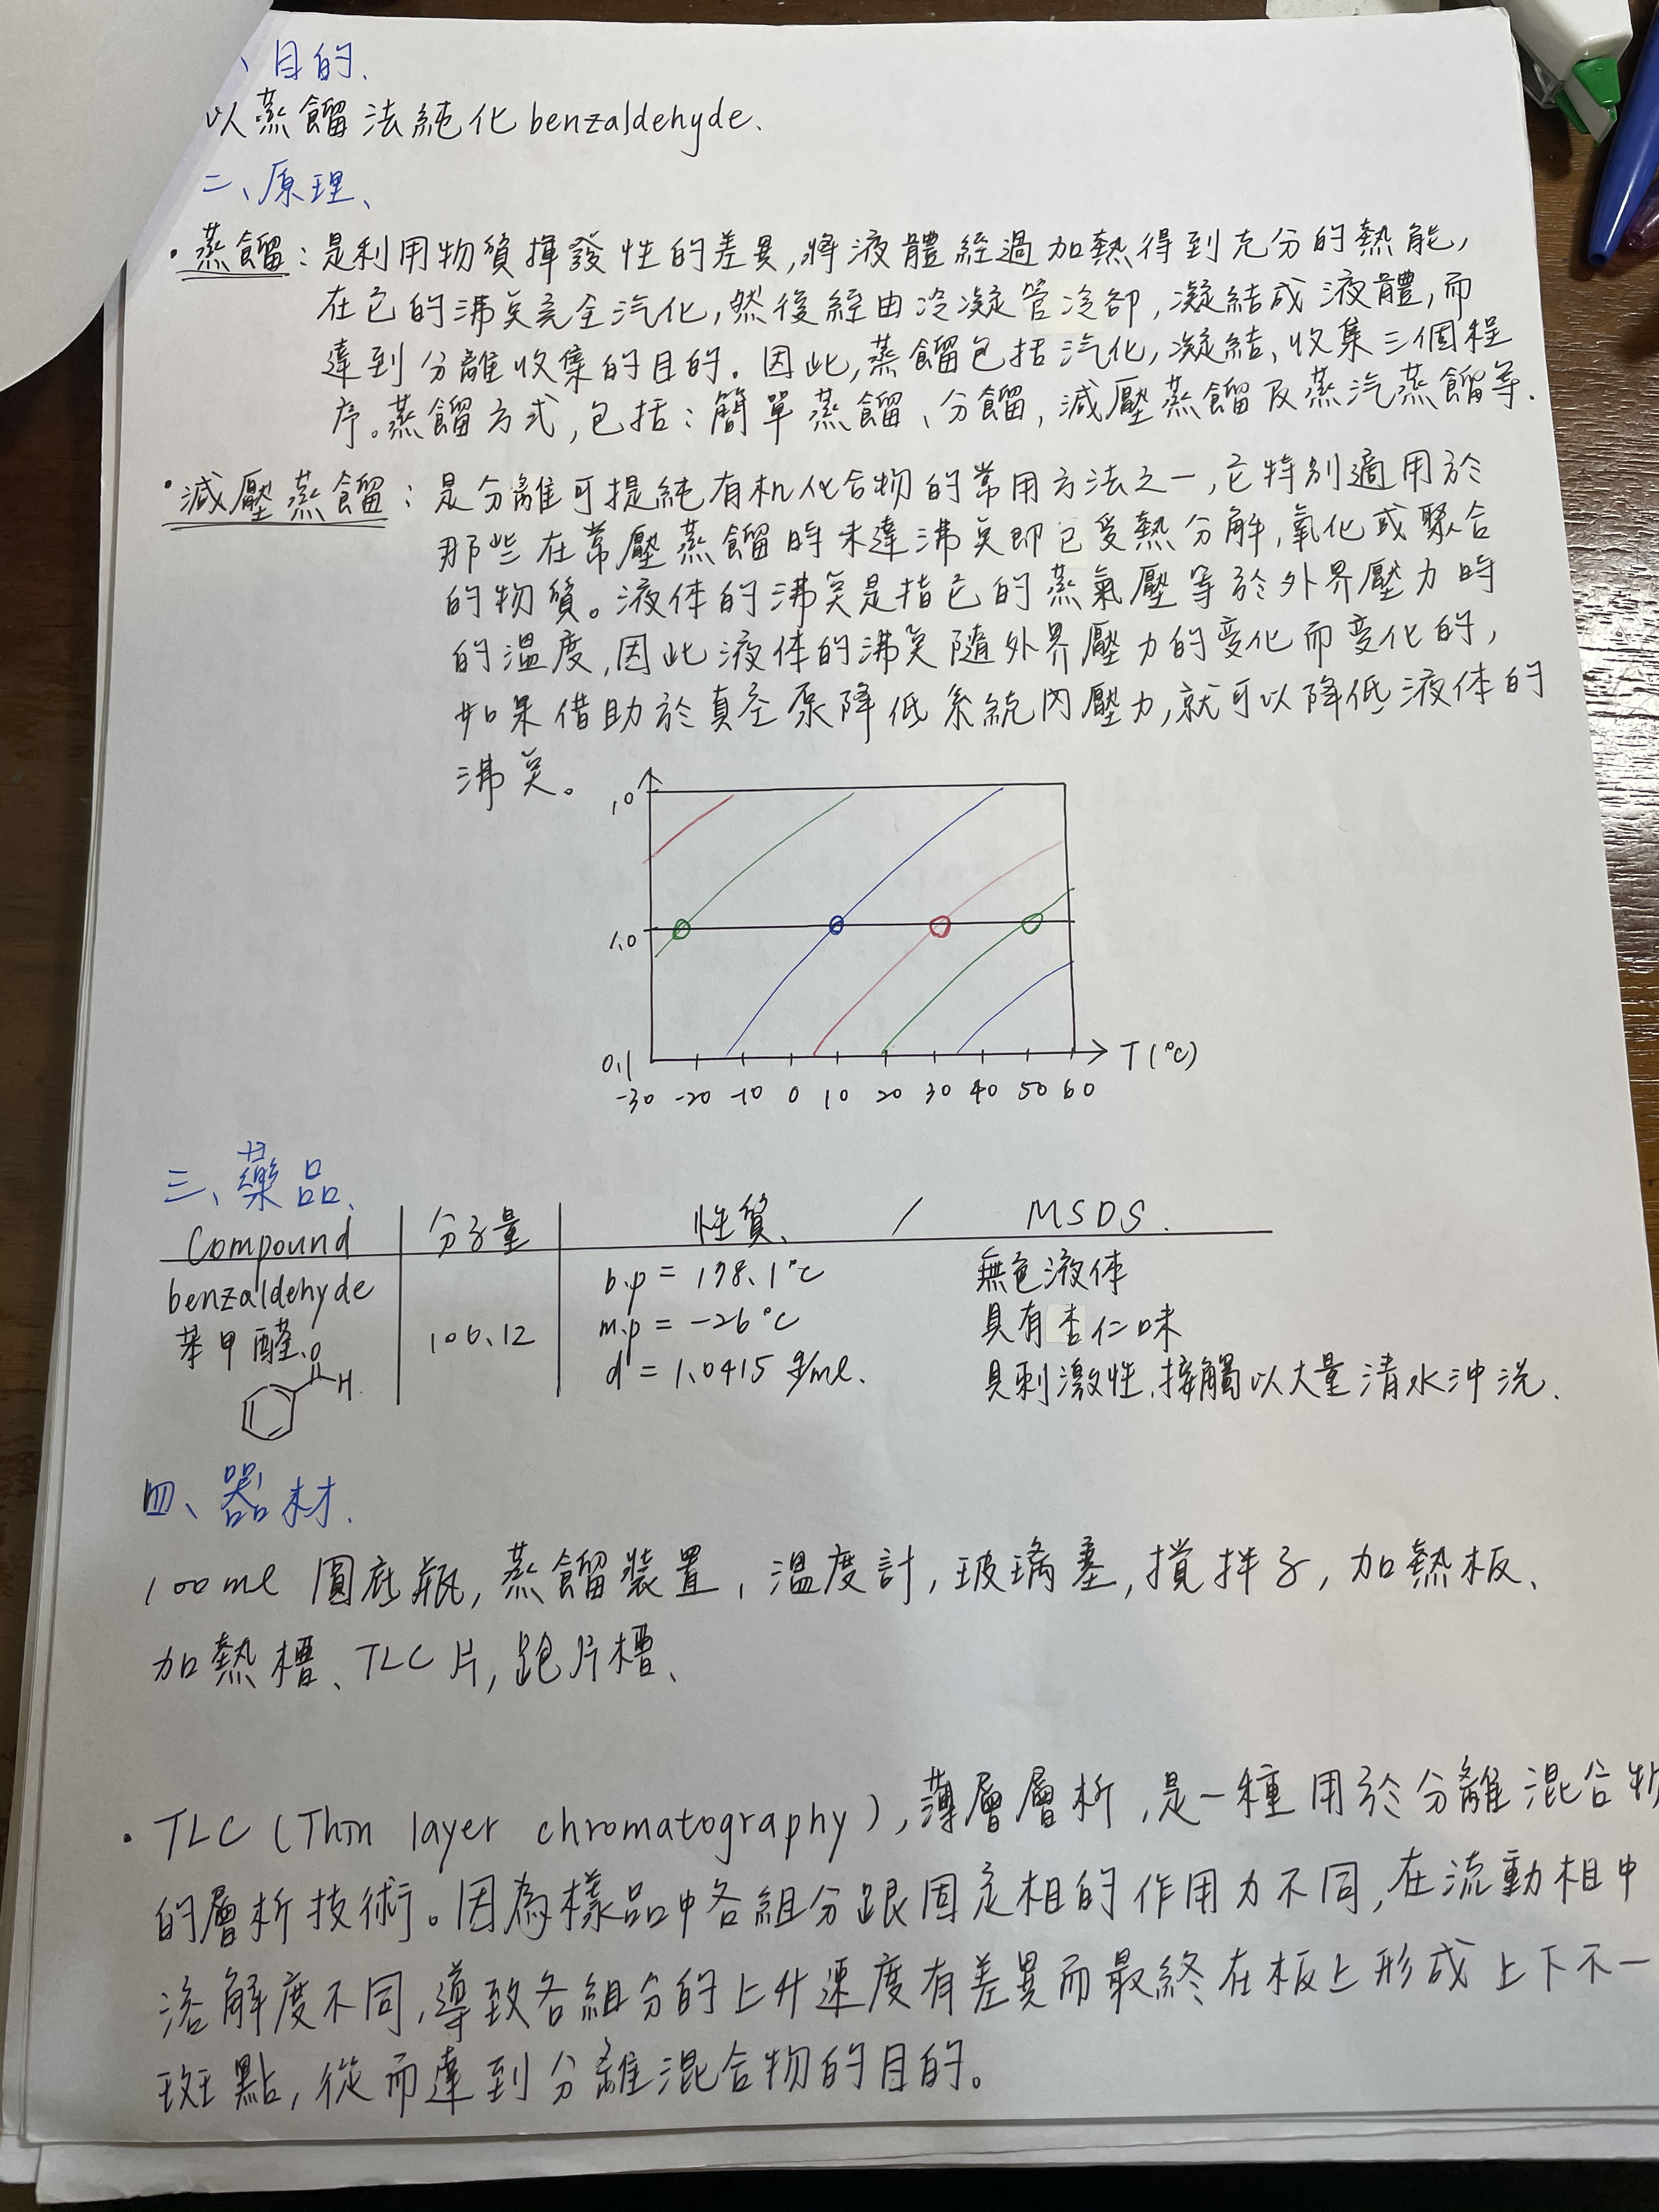 、目的.
以蒸餾法純化benzaldehyde.
二、原理、
•蒸餾:是利用物質揮發性的差異,將液體經過加熱得到充分的熱能,
在它的沸点完全汽化,然後經由冷凝管冷卻,凝結成液體,而
達到分離收集的目的.因此,蒸餾包括汽化,凝結、收集三個程
序。蒸餾方式,包括:簡單蒸餾、分餾,減壓蒸餾及蒸汽蒸餾等.
•減壓蒸餾:是分離可提純有机化合物的常用方法之一,它特別適用於
那些在常壓蒸餾時未達沸点即已受熱分解,氧化或聚合
的物質。液体的沸点是指它的蒸氣壓等於外界壓力時
的溫度,因此液体的沸点隨外界壓力的变化而变化的,
如果借助於真空泵降低系統內壓力,就可以降低液体的
沸点。
10
1.0
0.1
T(°C)
-30 -20 -10 0 10 20 30 40 50 60
三、藥品、
Compound 分子量 性質、 / MSDS.
benzaldehyde b.p = 178.1°C 無色液体
苯甲醛 106.12 m.p = -26°C 具有杏仁味
O
H
d = 1.0415 g/ml. 具刺激性,接觸以大量清水沖洗.
四、器材.
100ml 圓底瓶,蒸餾裝置,溫度計,玻璃塞,攪拌子,加熱板、
加熱槽、TLC片,跑片槽、
•TLC (Thin layer chromatography),薄層層析,是一種用於分離混合物
的層析技術。因為樣品中各組分跟固定相的作用力不同,在流動相中
溶解度不同,導致各組分的上升速度有差異而最終在板上形成上下不一
斑點,從而達到分離混合物的目的。